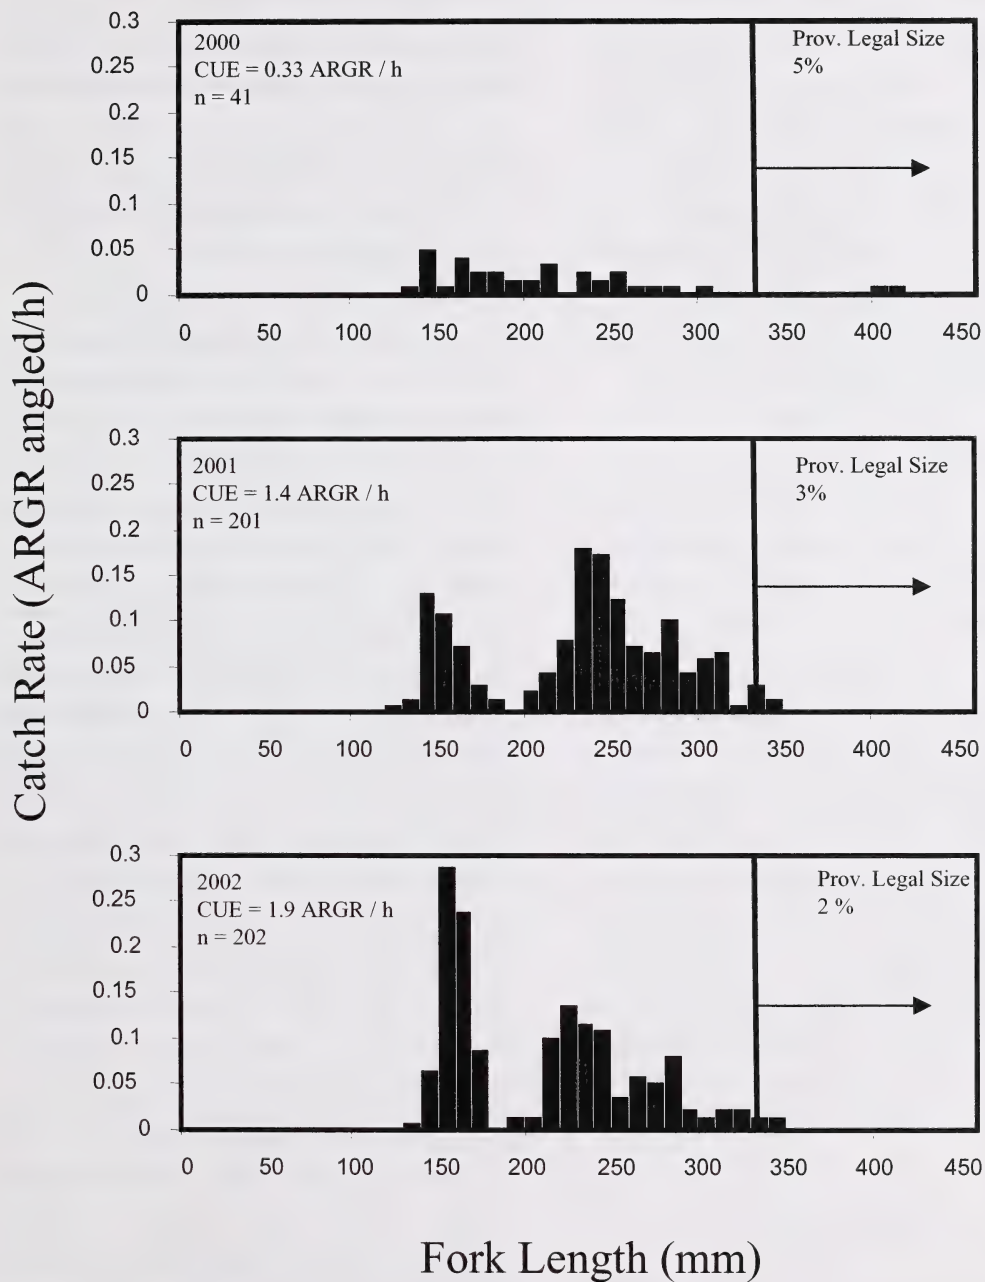 Catch Rate (ARGR angled/h)
0.3
0.25
0.2
0.15
0.1
0.05
0
2000
CUE = 0.33 ARGR / h
n = 41
Prov. Legal Size
5%
0 50 100 150 200 250 300 350 400 450
0.3
0.25
0.2
0.15
0.1
0.05
0
2001
CUE = 1.4 ARGR / h
n = 201
Prov. Legal Size
3%
0 50 100 150 200 250 300 350 400 450
0.3
0.25
0.2
0.15
0.1
0.05
0
2002
CUE = 1.9 ARGR / h
n = 202
Prov. Legal Size
2 %
0 50 100 150 200 250 300 350 400 450
Fork Length (mm)